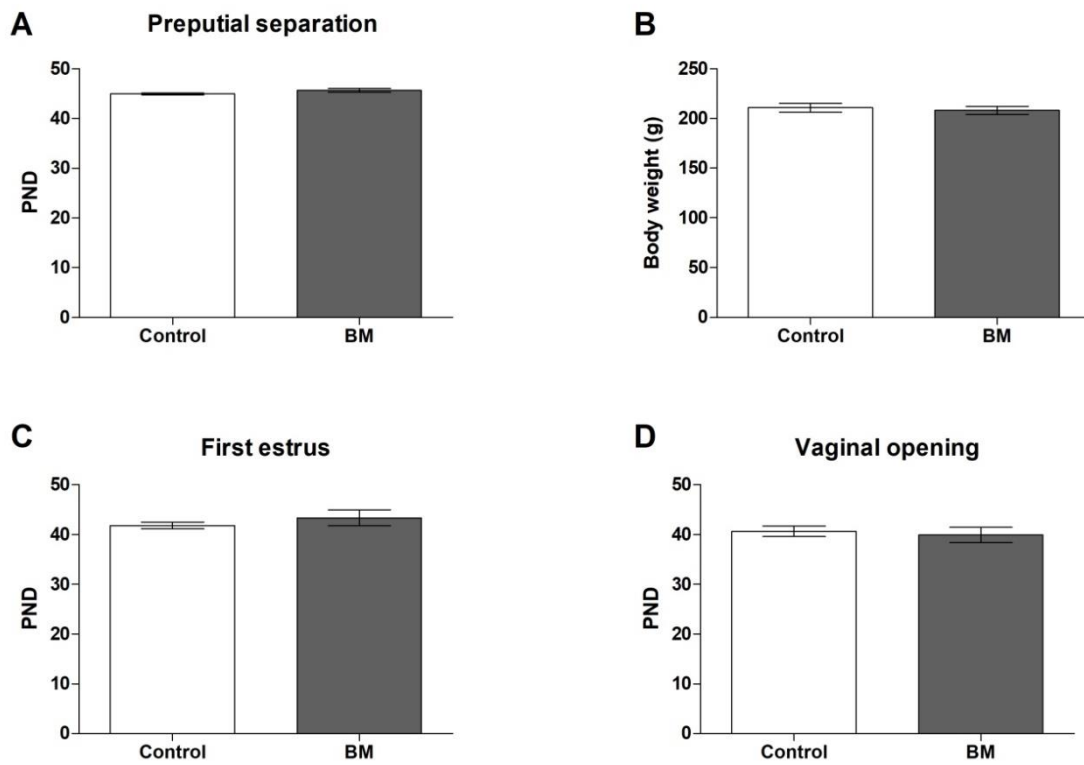 A
Preputial separation
PND
50
40
30
20
10
0
Control
BM
B
Body weight (g)
250
200
150
100
50
0
Control
BM
C
First estrus
PND
50
40
30
20
10
0
Control
BM
D
Vaginal opening
PND
50
40
30
20
10
0
Control
BM